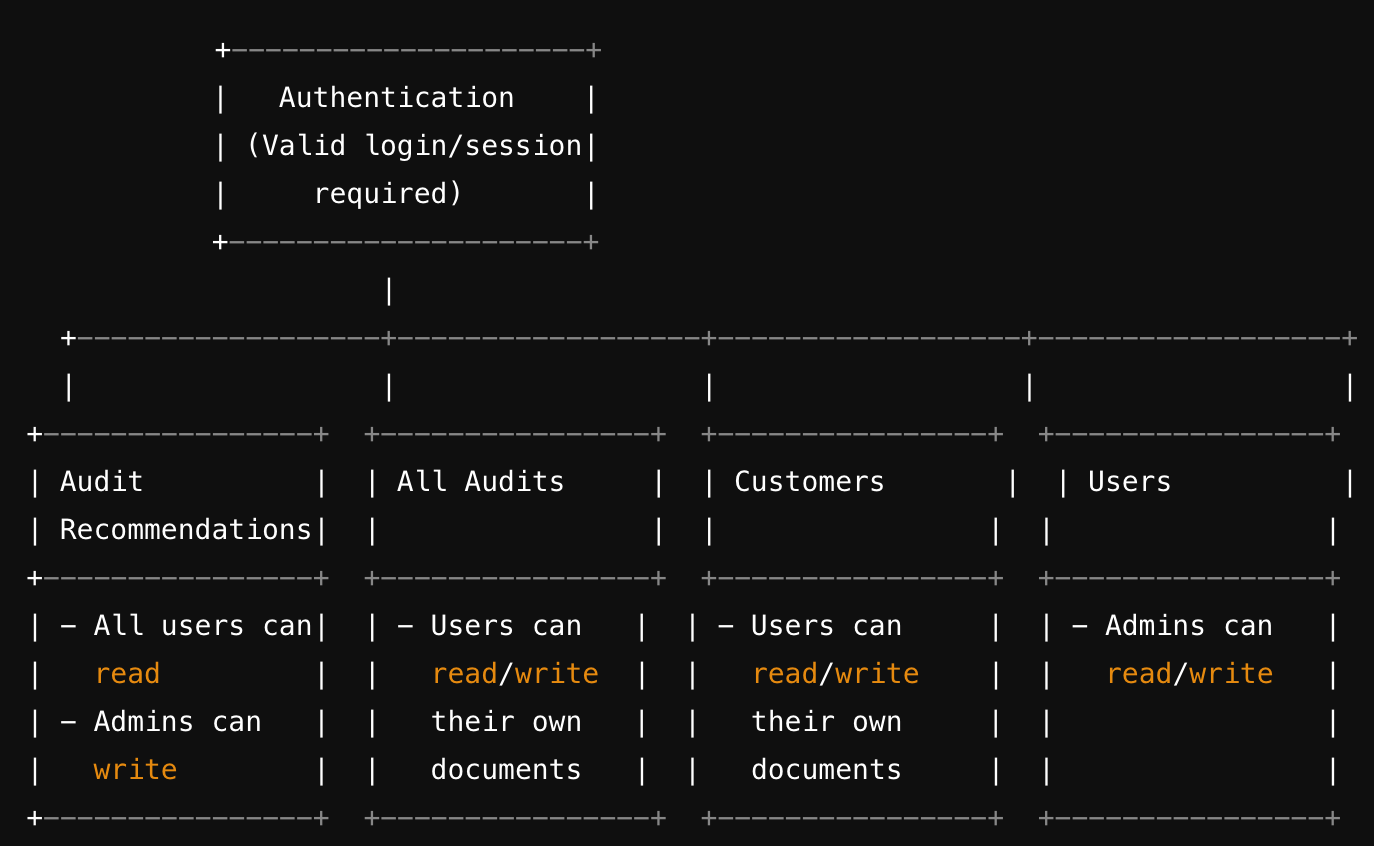 +---------------------+
|   Authentication    |
| (Valid login/session|
|     required)       |
+---------------------+
|
+------------------+------------------+------------------+------------------+
|                  |                  |                  |                  |
+----------------+  +----------------+  +----------------+  +----------------+
| Audit          |  | All Audits     |  | Customers       |  | Users          |
| Recommendations|  |                |  |                |  |                |
+----------------+  +----------------+  +----------------+  +----------------+
| - All users can|  | - Users can   |  | - Users can     |  | - Admins can   |
|   read         |  |   read/write  |  |   read/write    |  |   read/write   |
| - Admins can   |  |   their own   |  |   their own     |  |                |
|   write        |  |   documents   |  |   documents     |  |                |
+----------------+  +----------------+  +----------------+  +----------------+